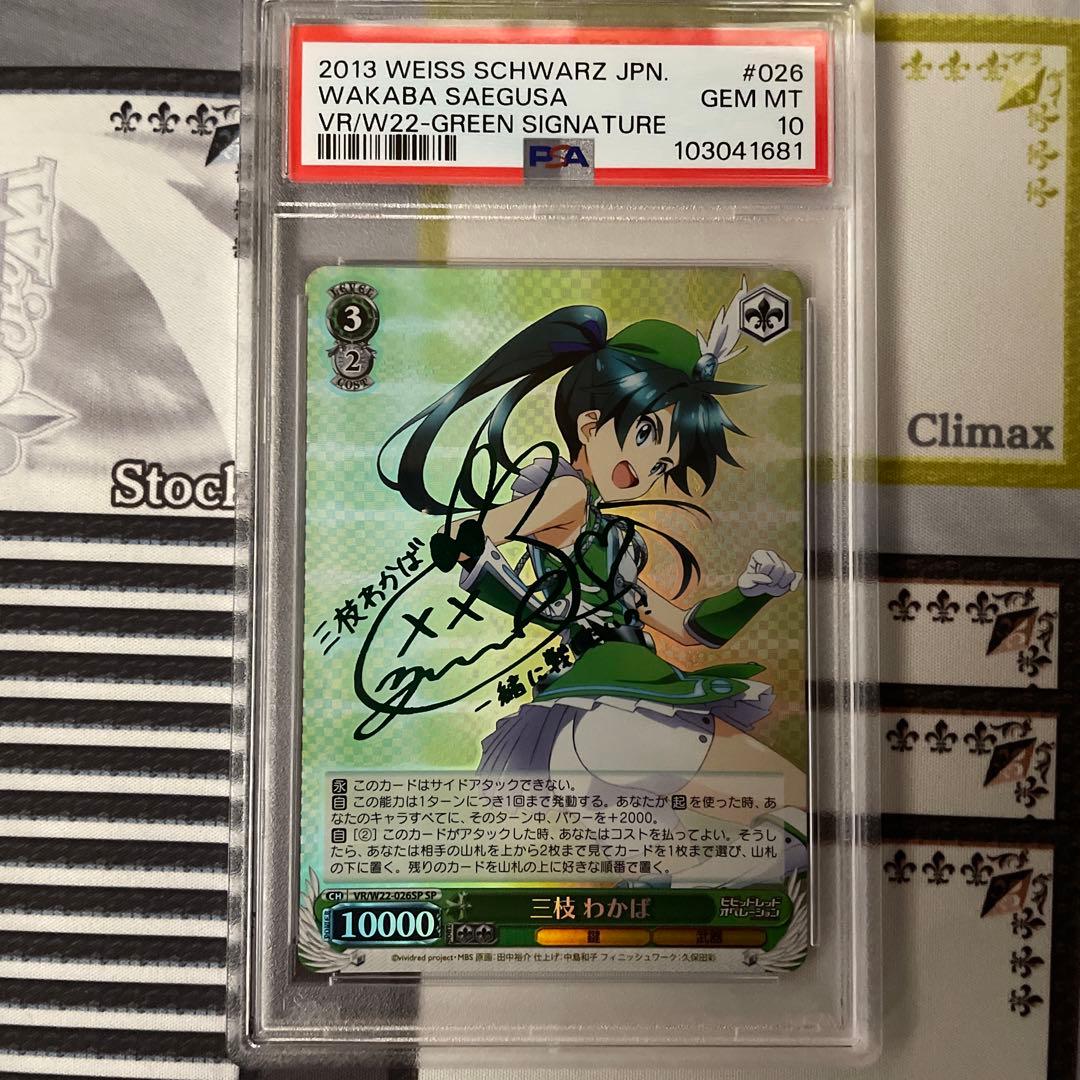 2013 WEISS SCHWARZ JPN. #026
WAKABA SAEGUSA GEM MT
VR/W22-GREEN SIGNATURE 10
PSA 103041681
LEVEL
3
2
COST
Climax
Stock
三枝わかば
一緒に戦
永 このカードはサイドアタックできない。
自 この能力は1ターンにつき1回まで発動する。あなたが起を使った時、あ
なたのキャラすべてに、そのターン中、パワーを+2000。
自 [②] このカードがアタックした時、あなたはコストを払ってよい。そうし
たら、あなたは相手の山札を上から2枚まで見てカードを1枚まで選び、山札
の下に置く。残りのカードを山札の上に好きな順番で置く。
CH VR/W22-026SP SP
10000
三枝 わかば
ビビッドレッド
オペレーション
鍵 武器
©vividred project・MBS 原画：田中裕介 仕上げ：中島和子 フィニッシュワーク：久保田彩